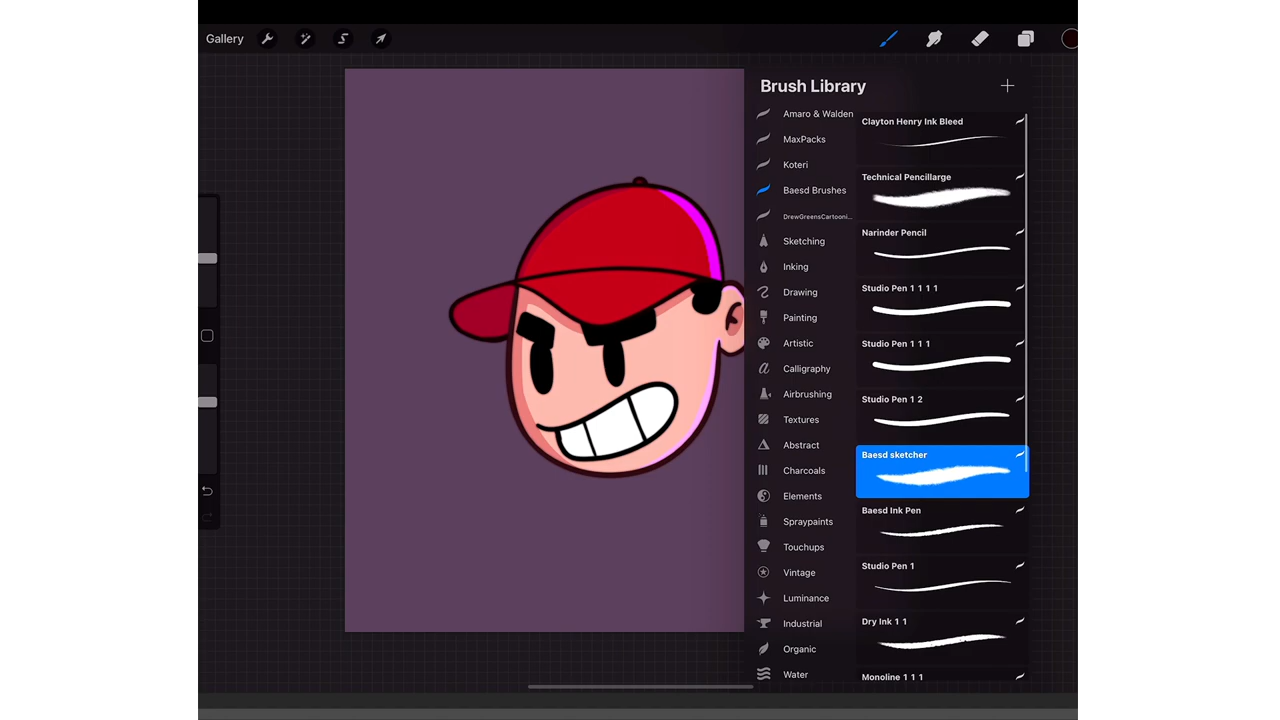 Gallery
Brush Library
Amaro & Walden
MaxPacks
Koteri
Baesd Brushes
DrewGreensCartooni...
Sketching
Inking
Drawing
Painting
Artistic
Calligraphy
Airbrushing
Textures
Abstract
Charcoals
Elements
Spraypaints
Touchups
Vintage
Luminance
Industrial
Organic
Water
Clayton Henry Ink Bleed
Technical Pencillarge
Narinder Pencil
Studio Pen 1 1 1 1
Studio Pen 1 1 1
Studio Pen 1 2
Baesd sketcher
Baesd Ink Pen
Studio Pen 1
Dry Ink 1 1
Monoline 1 1 1